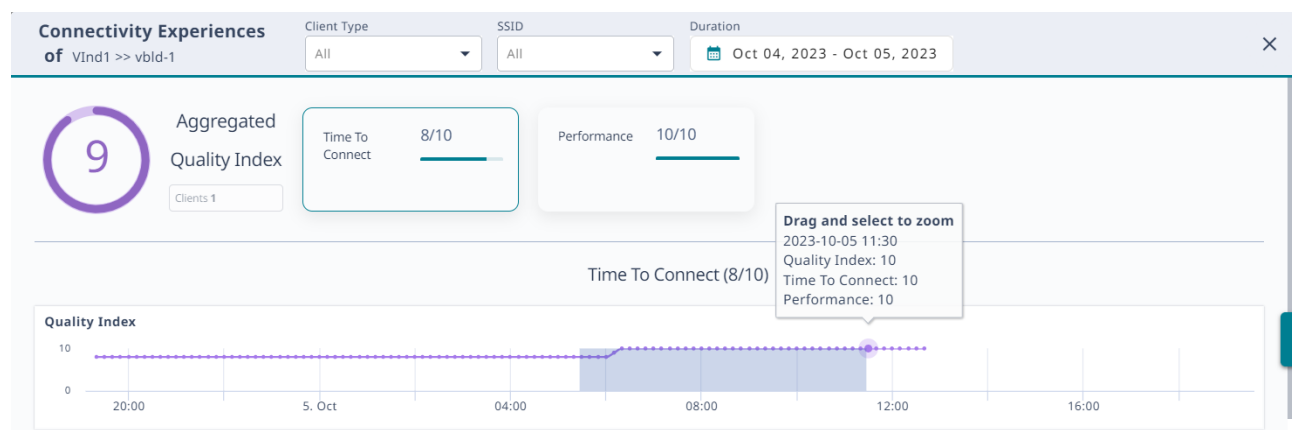 Connectivity Experiences
of VInd1 >> vbld-1
Client Type
All
SSID
All
Duration
Oct 04, 2023 - Oct 05, 2023
9
Aggregated
Quality Index
Clients 1
Time To
Connect
8/10
Performance
10/10
Drag and select to zoom
2023-10-05 11:30
Quality Index: 10
Time To Connect: 10
Performance: 10
Time To Connect (8/10)
Quality Index
10
0
20:00
5. Oct
04:00
08:00
12:00
16:00